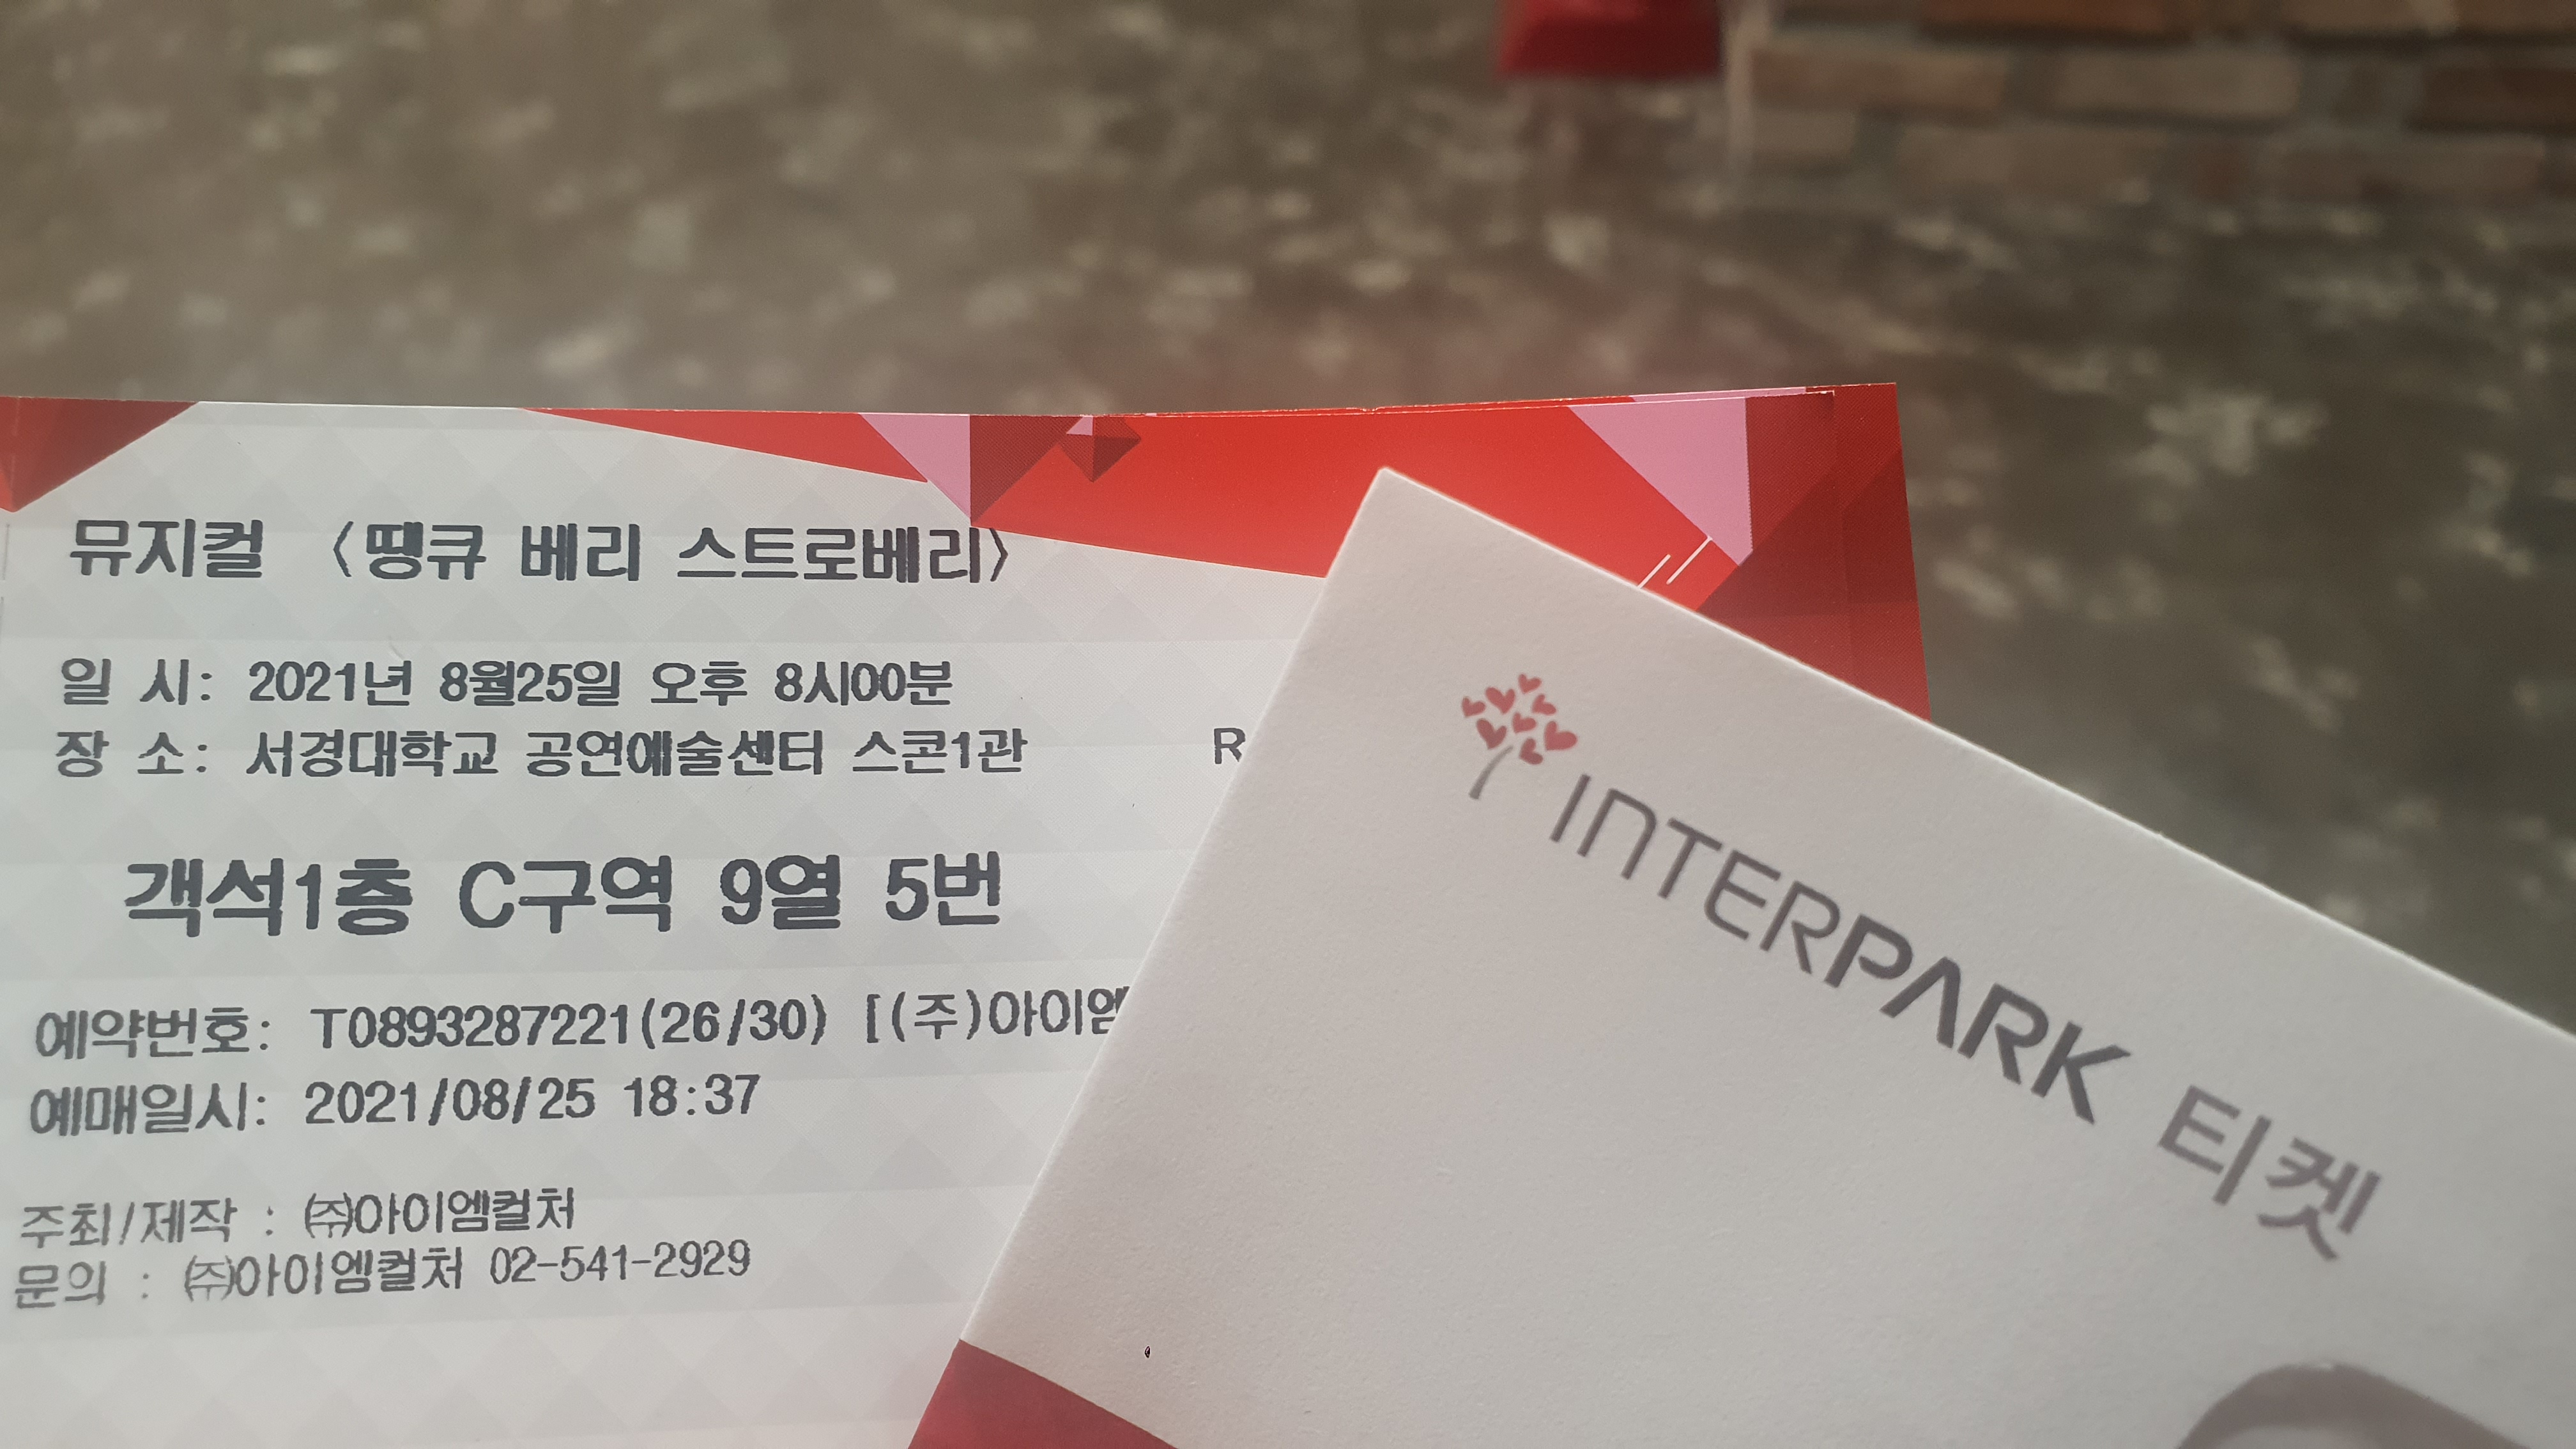 뮤지컬 〈땡큐 베리 스트로베리〉
일 시: 2021년 8월25일 오후 8시00분
장 소: 서경대학교 공연예술센터 스콘1관 R
객석1층 C구역 9열 5번
예약번호: T0893287221(26/30) [(주)아이엠
예매일시: 2021/08/25 18:37
주최/제작 : ㈜아이엠컬처
문의 : ㈜아이엠컬처 02-541-2929
INTERPARK 티켓